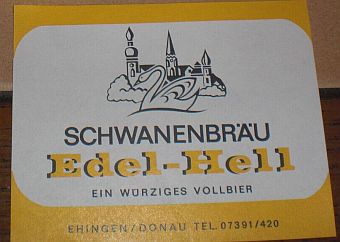 SCHWANENBRÄU
Edel-Hell
EIN WÜRZIGES VOLLBIER
EHINGEN/DONAU TEL. 07391/420